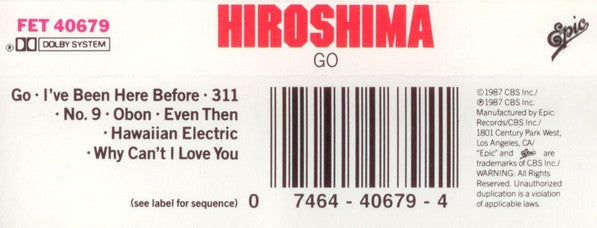 FET 40679
HIROSHIMA
Epic
DOLBY SYSTEM
GO
Go · I've Been Here Before · 311
· No. 9 · Obon · Even Then
· Hawaiian Electric
· Why Can't I Love You
(see label for sequence)
0 7464 - 40679 - 4
©1987 CBS Inc./
℗1987 CBS Inc.
Manufactured by Epic
Records/CBS Inc./
1801 Century Park West,
Los Angeles, CA/
"Epic" and Epic are
trademarks of CBS Inc./
WARNING: All Rights
Reserved. Unauthorized
duplication is a violation
of applicable laws.